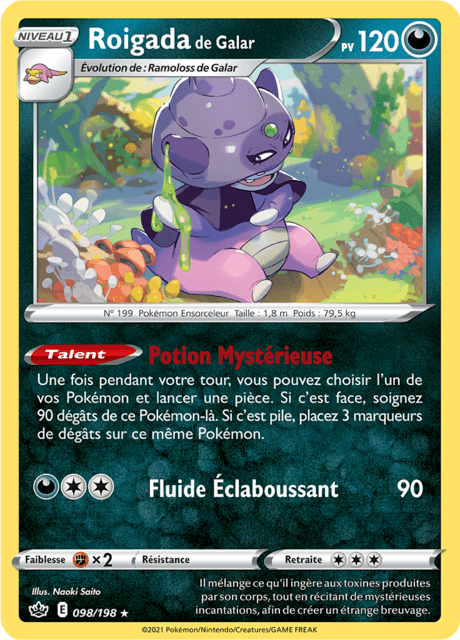 NIVEAU 1
Roigada de Galar
PV 120
Évolution de : Ramoloss de Galar
N° 199 Pokémon Ensorceleur Taille : 1,8 m Poids : 79,5 kg
Talent Potion Mystérieuse
Une fois pendant votre tour, vous pouvez choisir l'un de
vos Pokémon et lancer une pièce. Si c'est face, soignez
90 dégâts de ce Pokémon-là. Si c'est pile, placez 3 marqueurs
de dégâts sur ce même Pokémon.
Fluide Éclaboussant 90
Faiblesse ×2 Résistance Retraite
Illus. Naoki Saito
Il mélange ce qu'il ingère aux toxines produites
par son corps, tout en récitant de mystérieuses
incantations, afin de créer un étrange breuvage.
E 098/198 ★
©2021 Pokémon/Nintendo/Creatures/GAME FREAK